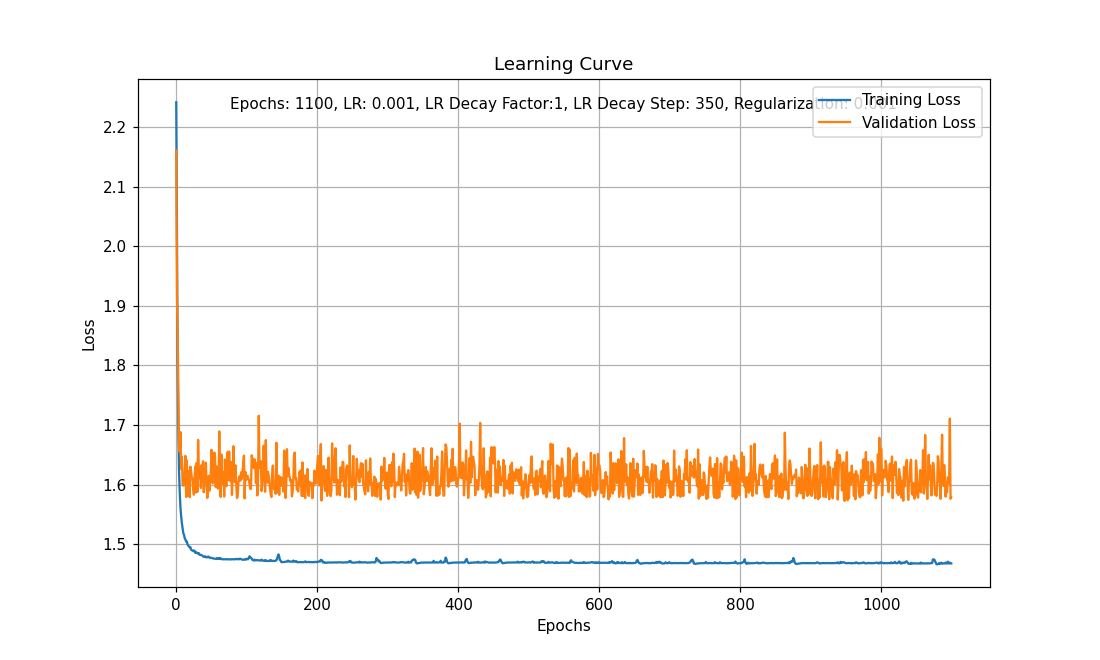 Learning Curve
Epochs: 1100, LR: 0.001, LR Decay Factor:1, LR Decay Step: 350, Regularization: 0.001
Training Loss
Validation Loss
2.2
2.1
2.0
1.9
1.8
1.7
1.6
1.5
Loss
0 200 400 600 800 1000
Epochs